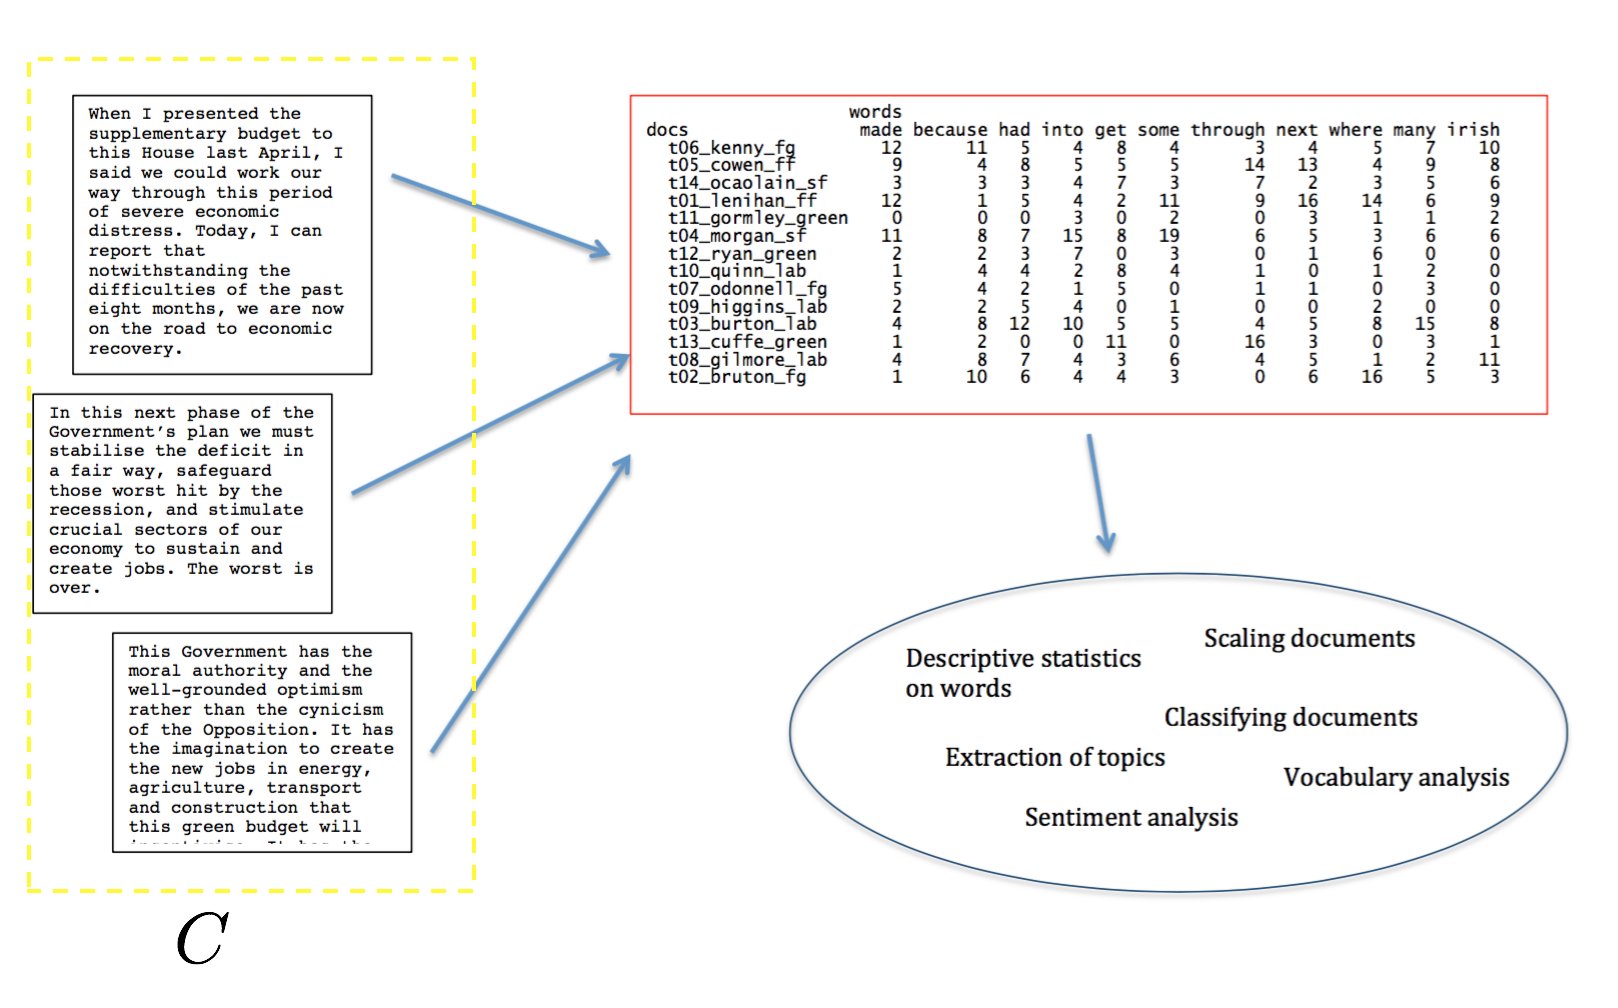 When I presented the
supplementary budget to
this House last April, I
said we could work our
way through this period
of severe economic
distress. Today, I can
report that
notwithstanding the
difficulties of the past
eight months, we are now
on the road to economic
recovery.
In this next phase of the
Government’s plan we must
stabilise the deficit in
a fair way, safeguard
those worst hit by the
recession, and stimulate
crucial sectors of our
economy to sustain and
create jobs. The worst is
over.
This Government has the
moral authority and the
well-grounded optimism
rather than the cynicism
of the Opposition. It has
the imagination to create
the new jobs in energy,
agriculture, transport
and construction that
this green budget will
C
words
docs made because had into get some through next where many irish
t06_kenny_fg 12 11 5 4 8 4 3 4 5 7 10
t05_cowen_ff 9 4 8 5 5 5 14 13 4 9 8
t14_ocaolain_sf 3 3 3 4 7 3 7 2 3 5 6
t01_lenihan_ff 12 1 5 4 2 11 9 16 14 6 9
t11_gormley_green 0 0 0 3 0 2 0 3 1 1 2
t04_morgan_sf 11 8 7 15 8 19 6 5 3 6 6
t12_ryan_green 2 2 3 7 0 3 0 1 6 0 0
t10_quinn_lab 1 4 4 2 8 4 1 0 1 2 0
t07_odonnell_fg 5 4 2 1 5 0 1 1 0 3 0
t09_higgins_lab 2 2 5 4 0 1 0 0 2 0 0
t03_burton_lab 4 8 12 10 5 5 4 5 8 15 8
t13_cuffe_green 1 2 0 0 11 0 16 3 0 3 1
t08_gilmore_lab 4 8 7 4 3 6 4 5 1 2 11
t02_bruton_fg 1 10 6 4 4 3 0 6 16 5 3
Scaling documents
Descriptive statistics
on words
Classifying documents
Extraction of topics
Vocabulary analysis
Sentiment analysis